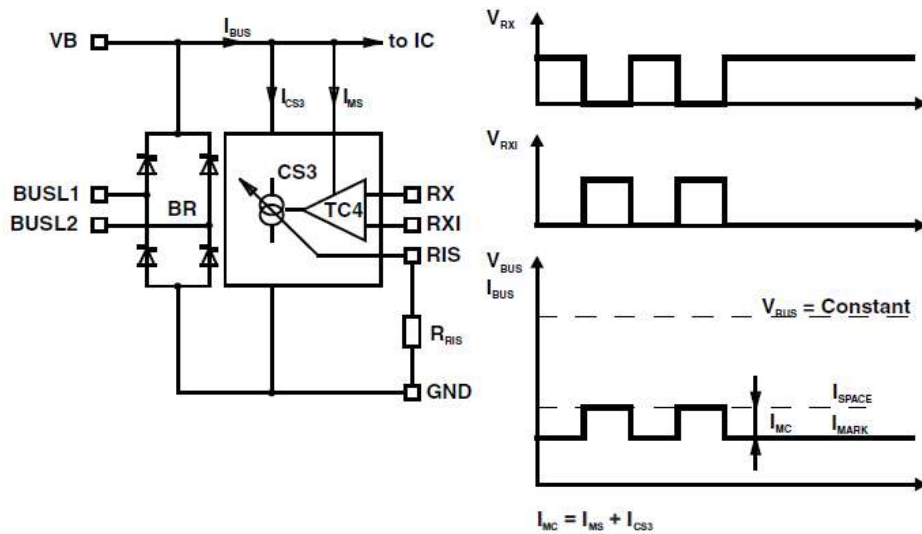 VB
I_BUS
to IC
I_CS3
I_MS
CS3
TC4
BUSL1
BUSL2
BR
RX
RXI
RIS
R_RIS
GND
V_RX
V_RXI
V_BUS
I_BUS
V_BUS = Constant
I_SPACE
I_MC
I_MARK
I_MC = I_MS + I_CS3